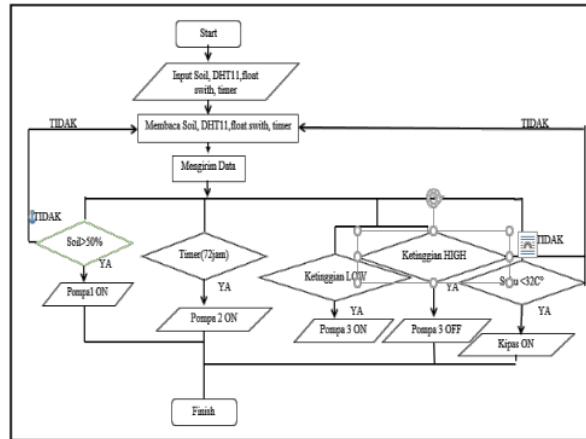 Start
Input Soil, DHT11,float
swith, timer
TIDAK
Membaca Soil, DHT11,float swith, timer
TIDAK
Mengirim Data
TIDAK
Soil>50%
YA
Pompa1 ON
Timer(72jam)
YA
Pompa 2 ON
Ketinggian LOW
YA
Pompa 3 ON
Ketinggian HIGH
YA
Pompa 3 OFF
TIDAK
<32C°
YA
Kipas ON
Finish